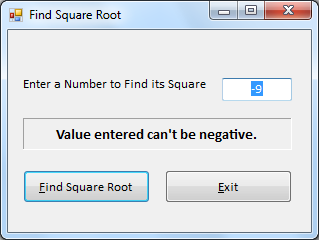 Find Square Root
Enter a Number to Find its Square
-9
Value entered can't be negative.
Find Square Root
Exit